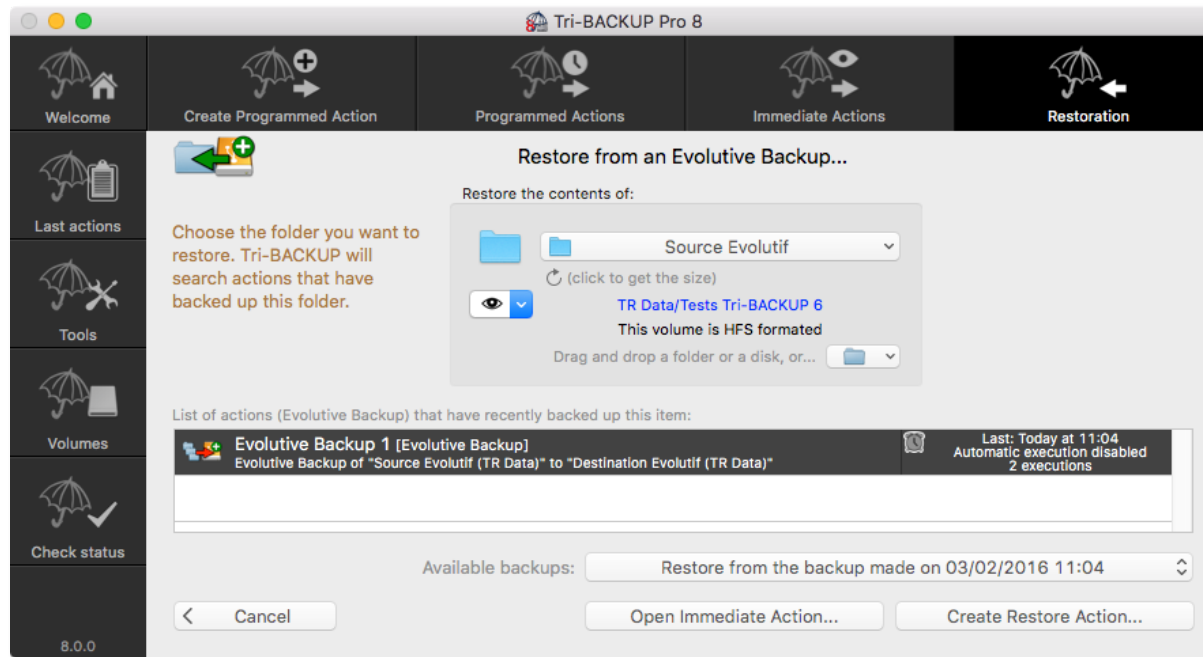 Tri-BACKUP Pro 8
Welcome
Create Programmed Action
Programmed Actions
Immediate Actions
Restoration
Last actions
Tools
Volumes
Check status
8.0.0
Restore from an Evolutive Backup...
Choose the folder you want to
restore. Tri-BACKUP will
search actions that have
backed up this folder.
Restore the contents of:
Source Evolutif
(click to get the size)
TR Data/Tests Tri-BACKUP 6
This volume is HFS formated
Drag and drop a folder or a disk, or...
List of actions (Evolutive Backup) that have recently backed up this item:
Evolutive Backup 1 [Evolutive Backup]
Evolutive Backup of "Source Evolutif (TR Data)" to "Destination Evolutif (TR Data)"
Last: Today at 11:04
Automatic execution disabled
2 executions
Available backups:
Restore from the backup made on 03/02/2016 11:04
Cancel
Open Immediate Action...
Create Restore Action...